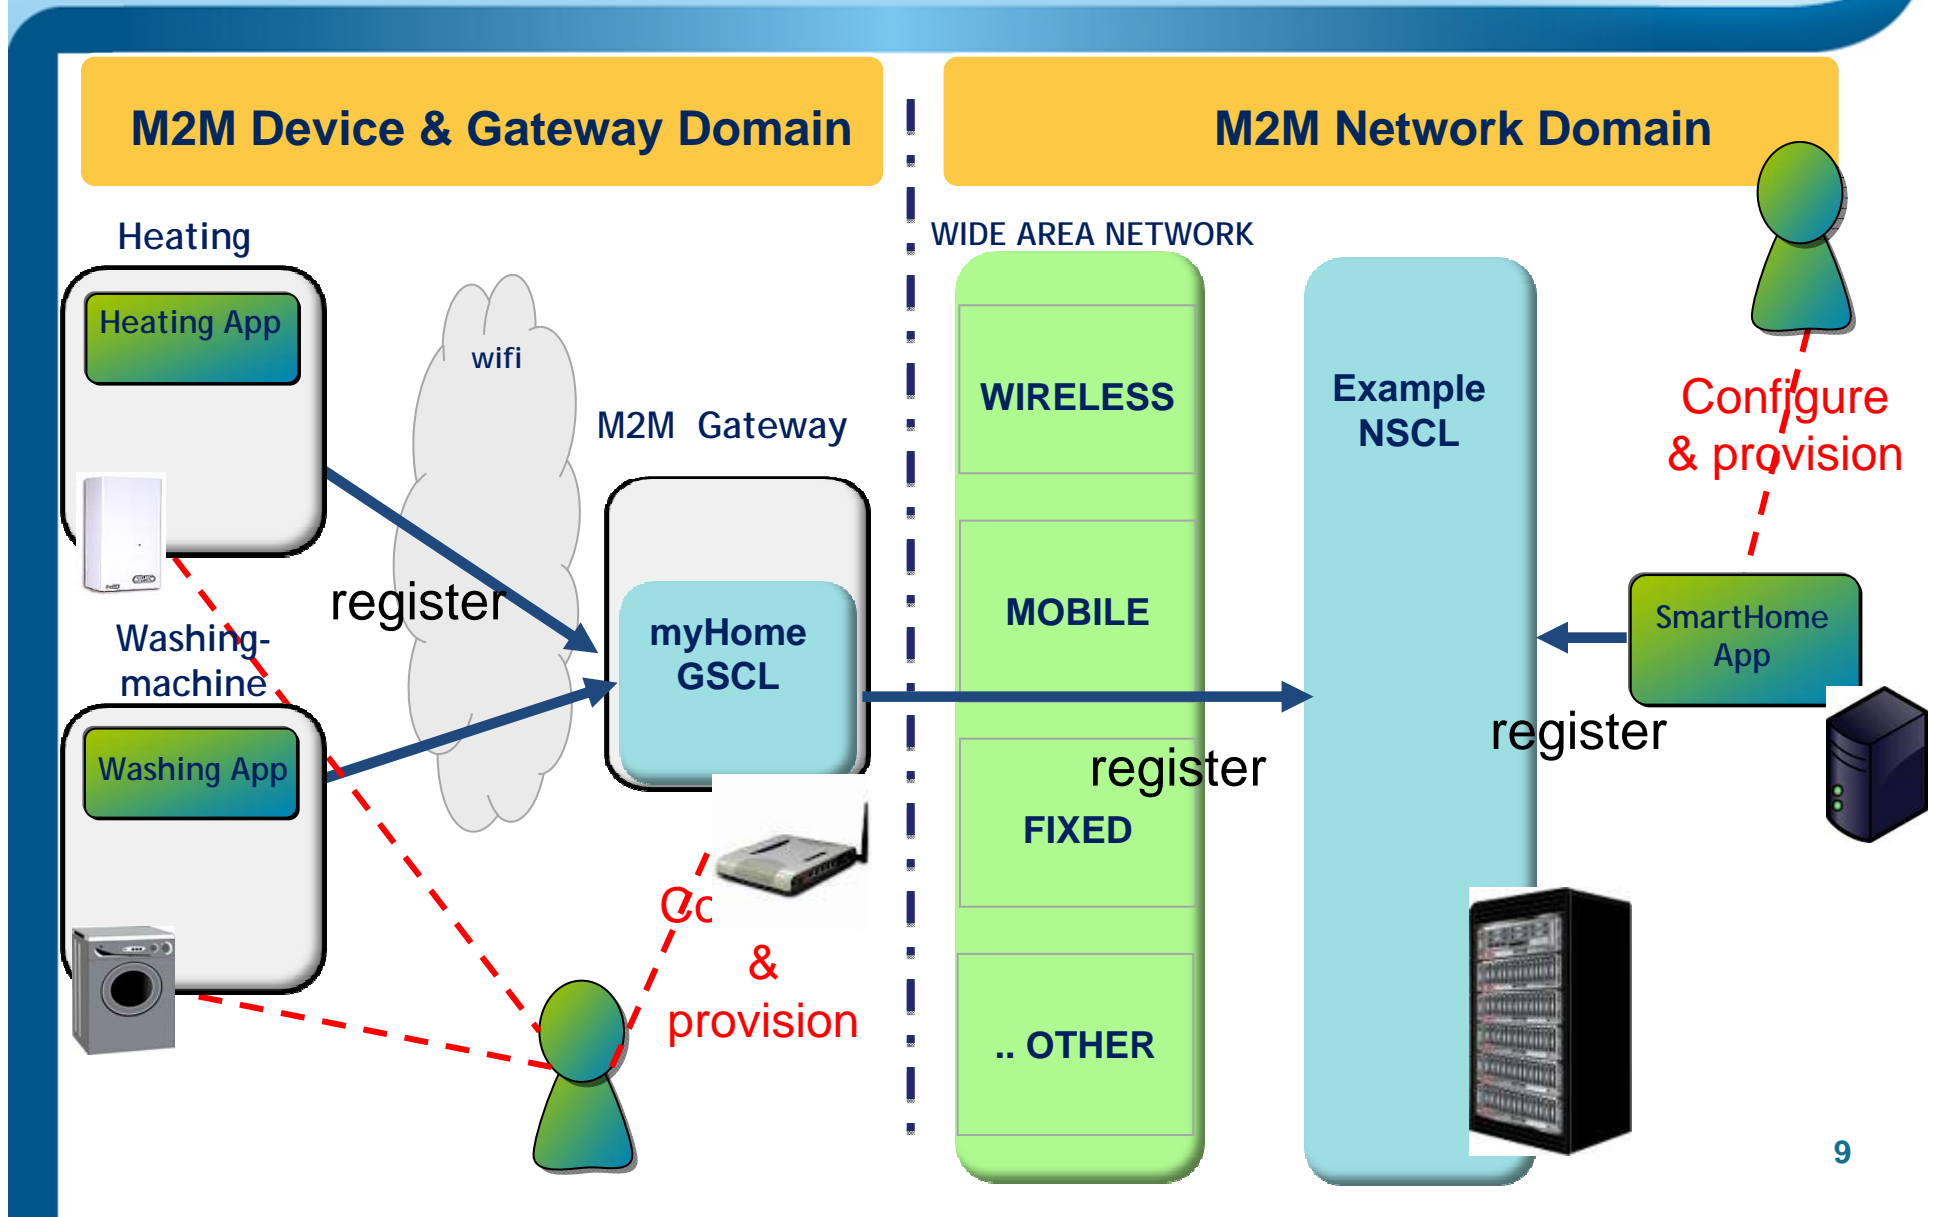 M2M Device & Gateway Domain
M2M Network Domain
Heating
Heating App
wifi
M2M Gateway
register
myHome
GSCL
Washing-
machine
Washing App
Co
&
provision
WIDE AREA NETWORK
WIRELESS
MOBILE
FIXED
.. OTHER
register
Example
NSCL
register
Configure
& provision
SmartHome
App
9